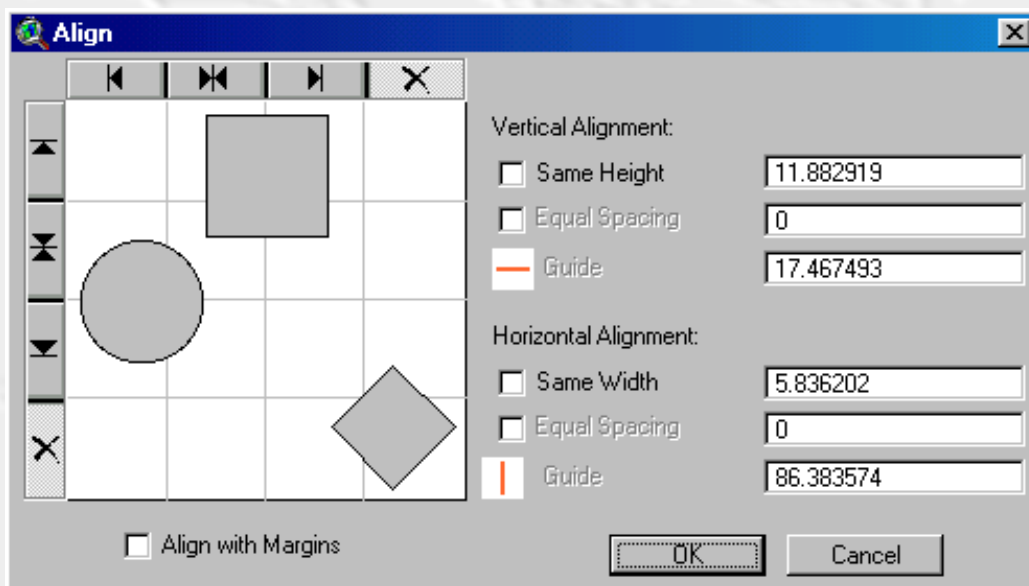 Align
Vertical Alignment:
Same Height 11.882919
Equal Spacing 0
Guide 17.467493
Horizontal Alignment:
Same Width 5.836202
Equal Spacing 0
Guide 86.383574
Align with Margins
OK Cancel